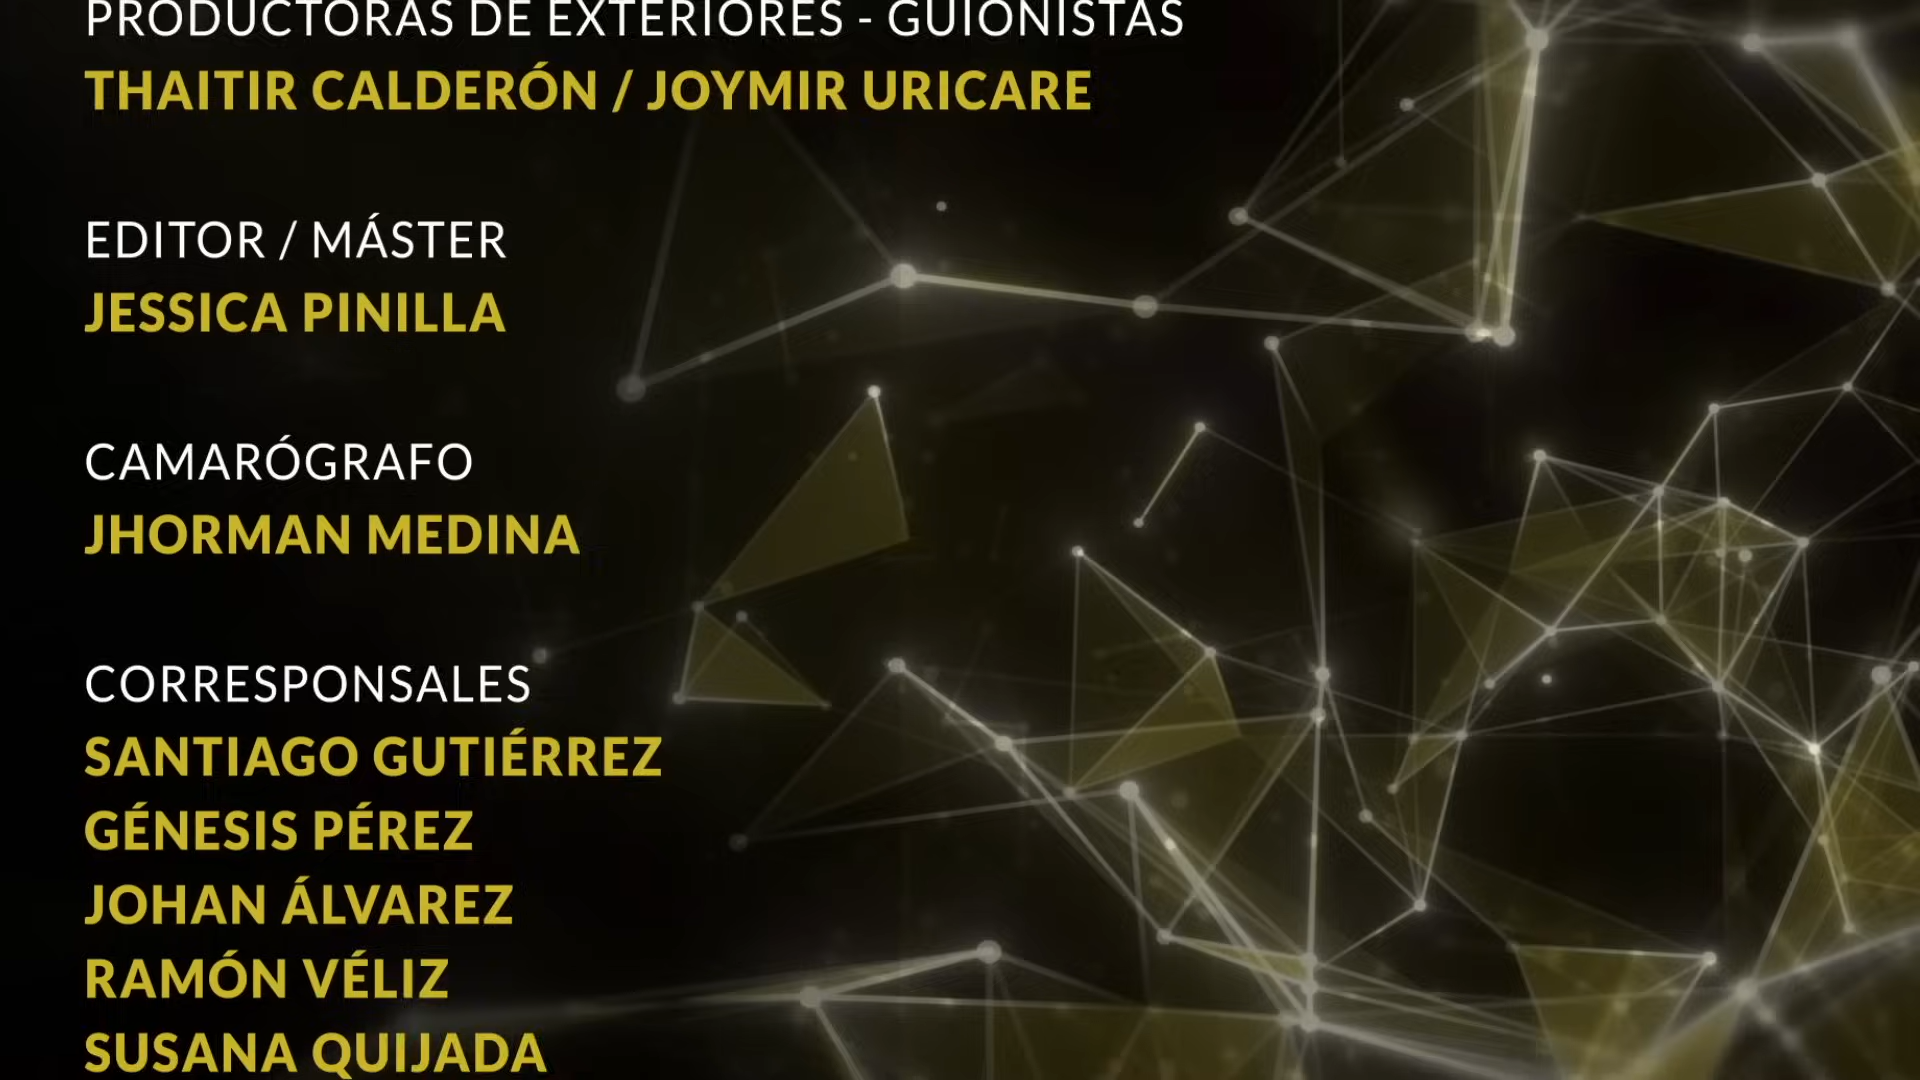 PRODUCTORAS DE EXTERIORES - GUIONISTAS
THAITIR CALDERÓN / JOYMIR URICARE
EDITOR / MÁSTER
JESSICA PINILLA
CAMARÓGRAFO
JHORMAN MEDINA
CORRESPONSALES
SANTIAGO GUTIÉRREZ
GÉNESIS PÉREZ
JOHAN ÁLVAREZ
RAMÓN VÉLIZ
SUSANA QUIJADA